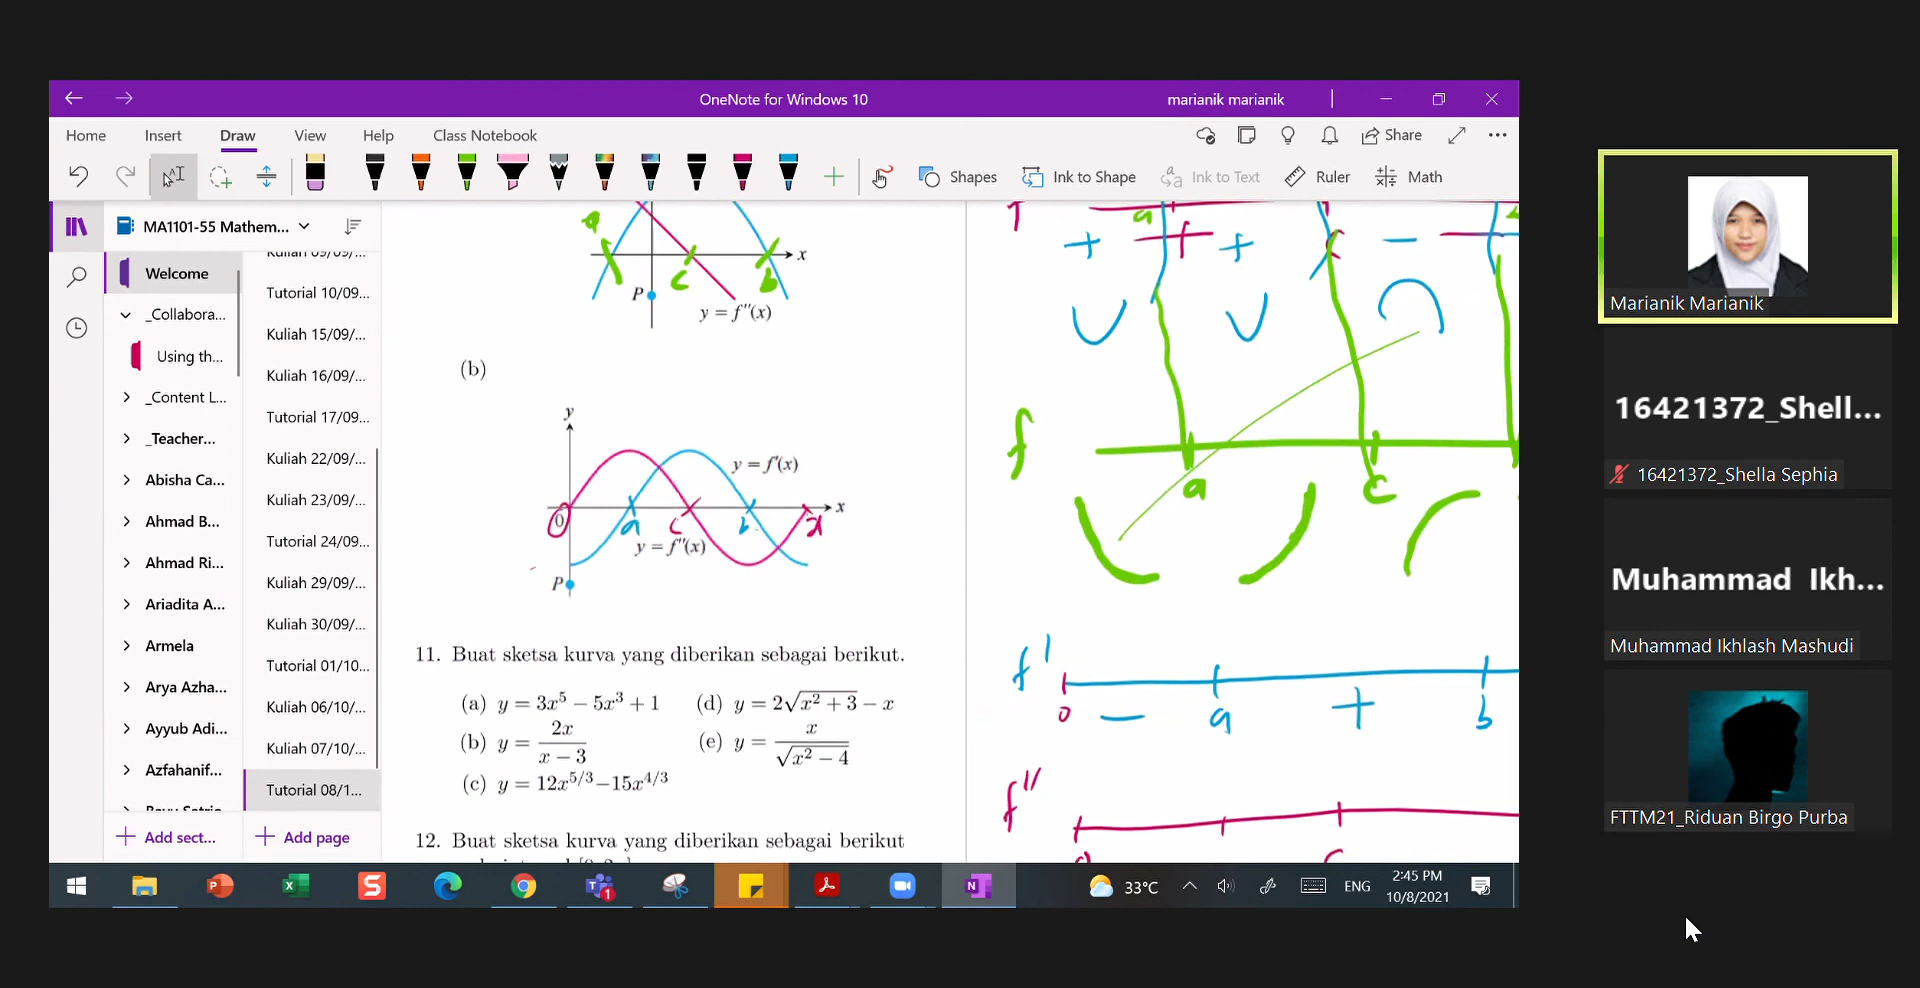 OneNote for Windows 10
marianik marianik
Home Insert Draw View Help Class Notebook
Share
Shapes Ink to Shape Ink to Text Ruler Math
MA1101-55 Mathem...
Welcome
_Collabora...
Using th...
_Content L...
_Teacher...
Abisha Ca...
Ahmad B...
Ahmad Ri...
Ariadita A...
Armela
Arya Azha...
Ayyub Adi...
Azfahanif...
Bayu Satrio
Add sect...
Kuliah 09/09/...
Tutorial 10/09...
Kuliah 15/09/...
Kuliah 16/09/...
Tutorial 17/09...
Kuliah 22/09/...
Kuliah 23/09/...
Tutorial 24/09...
Kuliah 29/09/...
Kuliah 30/09/...
Tutorial 01/10...
Kuliah 06/10/...
Kuliah 07/10/...
Tutorial 08/1...
Add page
a
c
b
x
P
y = f''(x)
(b)
y
y = f'(x)
0
a
c
b
d
x
y = f''(x)
P
11. Buat sketsa kurva yang diberikan sebagai berikut.
(a) y = 3x⁵ − 5x³ + 1
(d) y = 2√(x² + 3) − x
(b) y = 2x/(x − 3)
(e) y = x/√(x² − 4)
(c) y = 12x^{5/3}−15x^{4/3}
12. Buat sketsa kurva yang diberikan sebagai berikut
a
+ + + −
f
a
c
f'
0 − a + b
f''
c
33°C
ENG
2:45 PM
10/8/2021
Marianik Marianik
16421372_Shell...
16421372_Shella Sephia
Muhammad Ikh...
Muhammad Ikhlash Mashudi
FTTM21_Riduan Birgo Purba